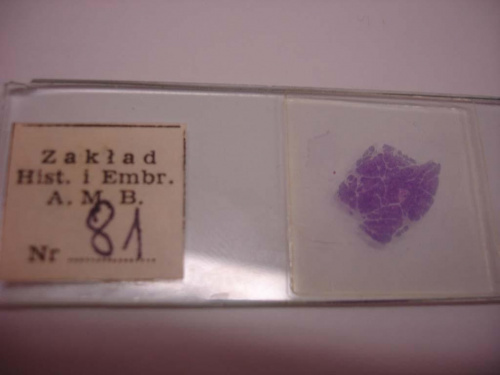 Zakład
Hist. i Embr.
A. M. B.
Nr 81